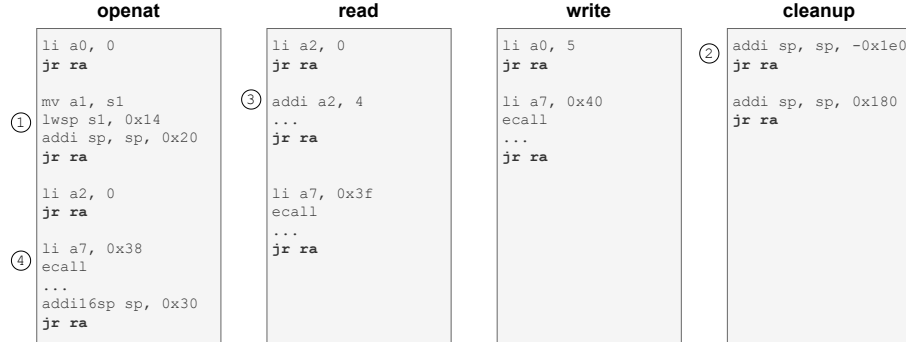 openat
li a0, 0
jr ra
mv a1, s1
1 lwsp s1, 0x14
addi sp, sp, 0x20
jr ra
li a2, 0
jr ra
li a7, 0x38
4 ecall
...
addi16sp sp, 0x30
jr ra
read
li a2, 0
jr ra
3 addi a2, 4
...
jr ra
li a7, 0x3f
ecall
...
jr ra
write
li a0, 5
jr ra
li a7, 0x40
ecall
...
jr ra
cleanup
2 addi sp, sp, -0x1e0
jr ra
addi sp, sp, 0x180
jr ra